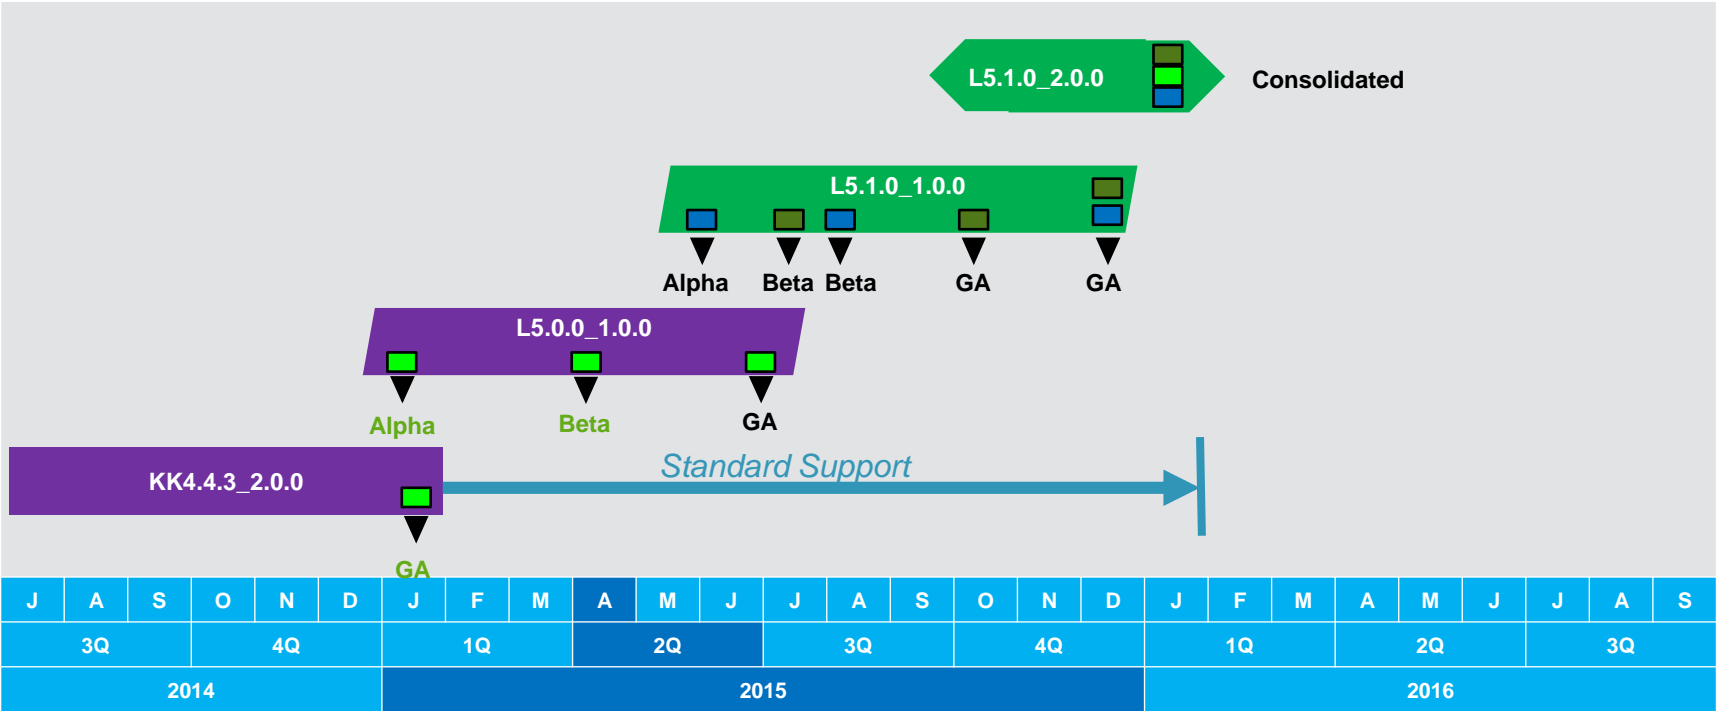 L5.1.0_2.0.0
Consolidated
L5.1.0_1.0.0
Alpha Beta Beta GA GA
L5.0.0_1.0.0
Alpha Beta GA
Standard Support
KK4.4.3_2.0.0
GA
J A S O N D J F M A M J J A S O N D J F M A M J J A S
3Q 4Q 1Q 2Q 3Q 4Q 1Q 2Q 3Q
2014 2015 2016